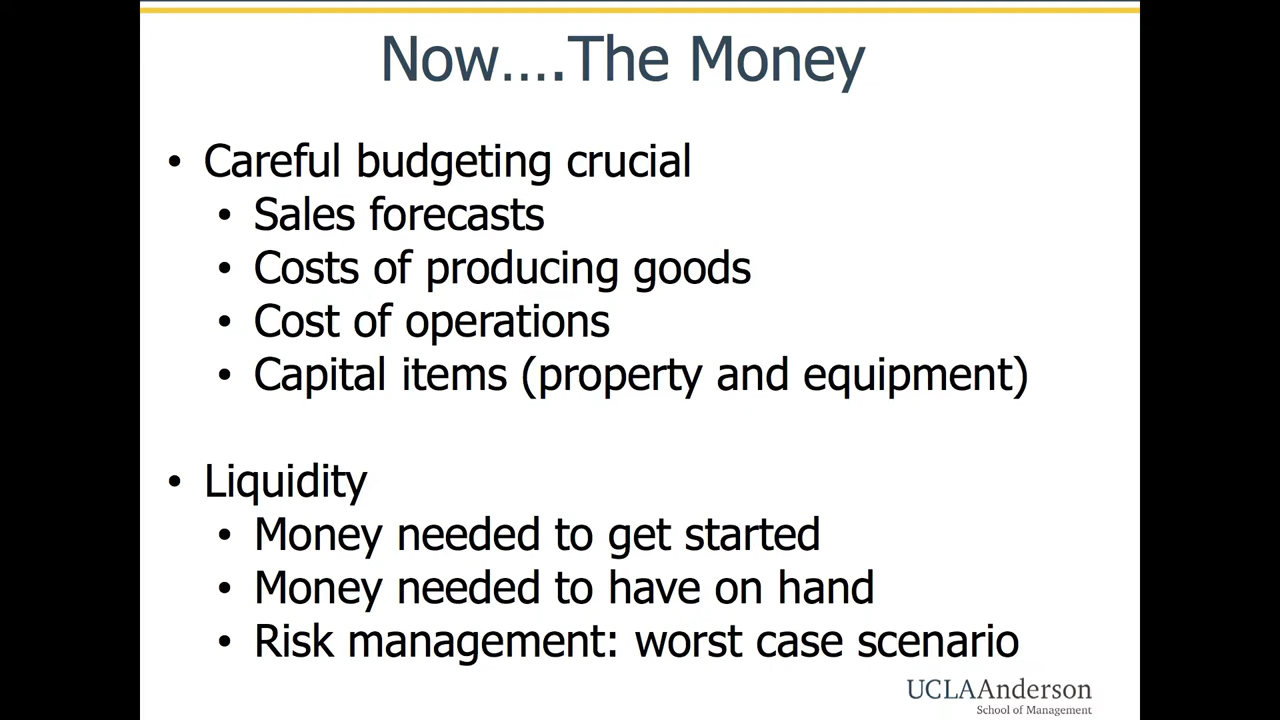 Now....The Money
• Careful budgeting crucial
• Sales forecasts
• Costs of producing goods
• Cost of operations
• Capital items (property and equipment)
• Liquidity
• Money needed to get started
• Money needed to have on hand
• Risk management: worst case scenario
UCLAAnderson
School of Management